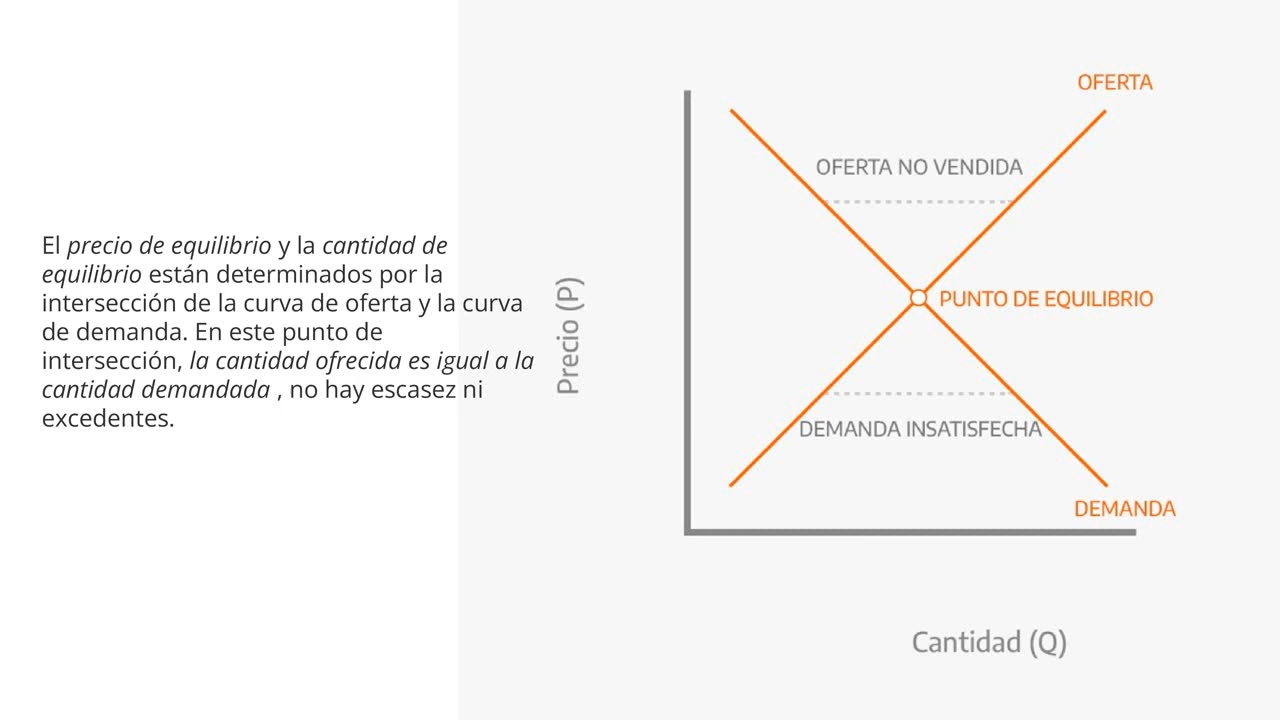 El precio de equilibrio y la cantidad de
equilibrio están determinados por la
intersección de la curva de oferta y la curva
de demanda. En este punto de
intersección, la cantidad ofrecida es igual a la
cantidad demandada , no hay escasez ni
excedentes.
OFERTA
OFERTA NO VENDIDA
Precio (P)
PUNTO DE EQUILIBRIO
DEMANDA INSATISFECHA
DEMANDA
Cantidad (Q)